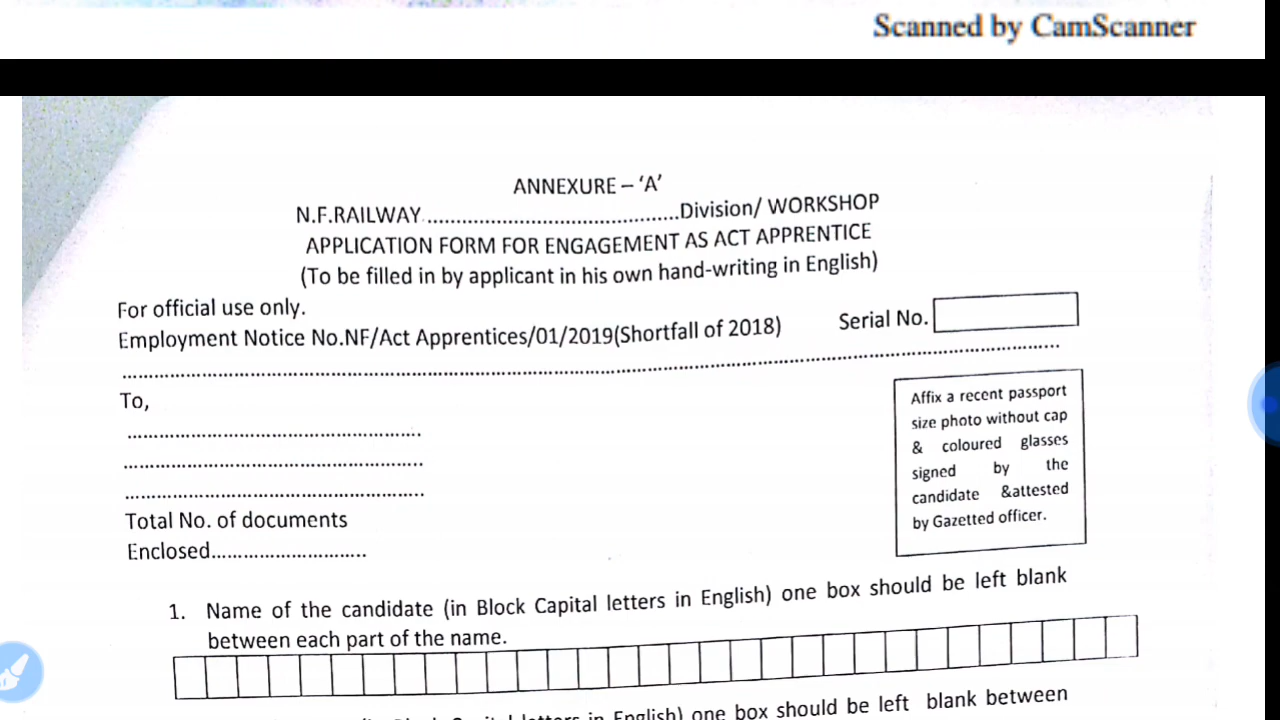 Scanned by CamScanner
ANNEXURE – ‘A’
N.F.RAILWAY..........................................Division/ WORKSHOP
APPLICATION FORM FOR ENGAGEMENT AS ACT APPRENTICE
(To be filled in by applicant in his own hand-writing in English)
For official use only.
Employment Notice No.NF/Act Apprentices/01/2019(Shortfall of 2018) Serial No.
To,
Affix a recent passport
size photo without cap
& coloured glasses
signed by the
candidate &attested
by Gazetted officer.
Total No. of documents
Enclosed.............................
1. Name of the candidate (in Block Capital letters in English) one box should be left blank
between each part of the name.
Block Capital letters in English) one box should be left blank between